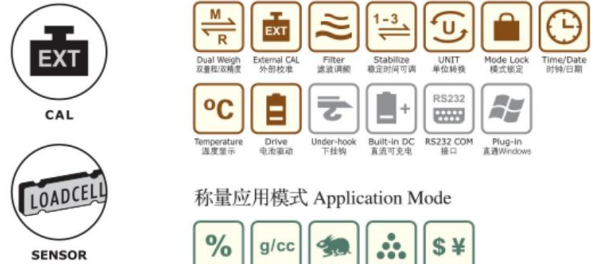 EXT
CAL
LOADCELL
SENSOR
M
R
EXT
1-3
U
Dual Weigh
双量程/双精度
External CAL
外部校准
Filter
滤波调频
Stabilize
稳定时间可调
UNIT
单位转换
Mode Lock
模式锁定
Time/Date
时钟/日期
ºC
+
RS232
Temperature
温度显示
Drive
电池驱动
Under-hook
下挂钩
Built-in DC
直流可充电
RS232 COM
接口
Plug-in
直通Windows
称量应用模式 Application Mode
%
g/cc
$ ¥